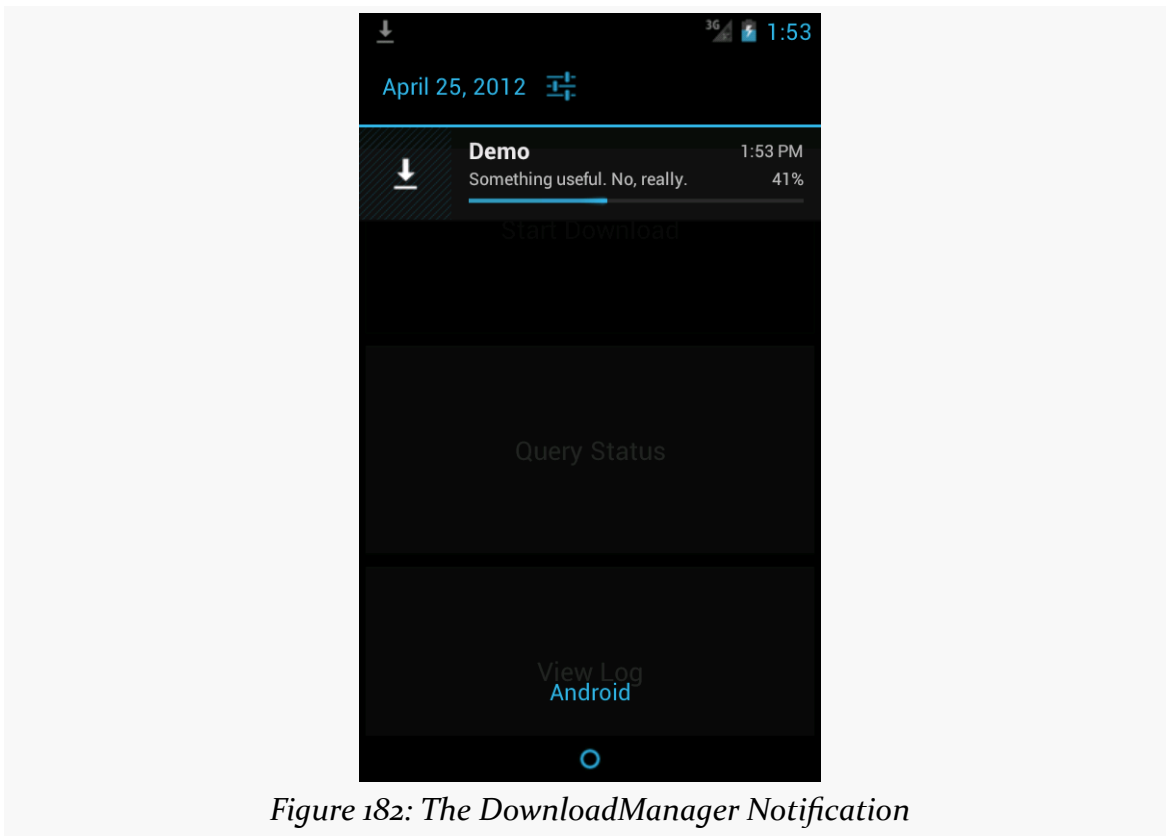 3G 1:53
April 25, 2012
Demo 1:53 PM
Something useful. No, really. 41%
Start Download
Query Status
View Log
Android
Figure 182: The DownloadManager Notification